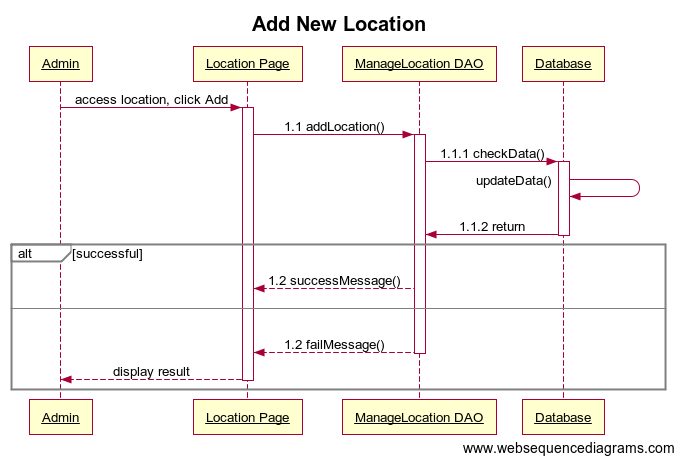 Add New Location
Admin
Location Page
ManageLocation DAO
Database
access location, click Add
1.1 addLocation()
1.1.1 checkData()
updateData()
1.1.2 return
alt
[successful]
1.2 successMessage()
1.2 failMessage()
display result
Admin
Location Page
ManageLocation DAO
Database
www.websequencediagrams.com